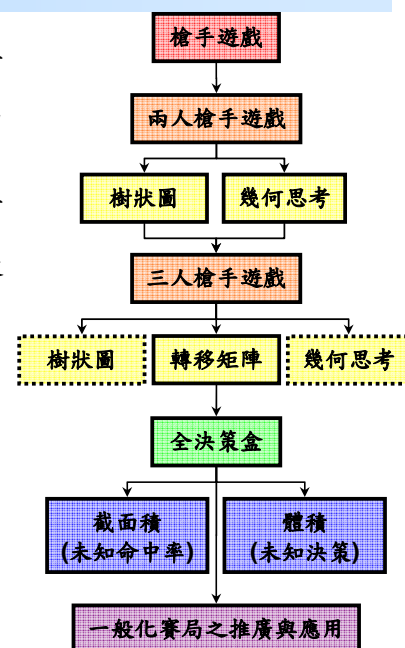 槍手遊戲
兩人槍手遊戲
樹狀圖
幾何思考
三人槍手遊戲
樹狀圖
轉移矩陣
幾何思考
全決策盒
截面積
(未知命中率)
體積
(未知決策)
一般化賽局之推廣與應用